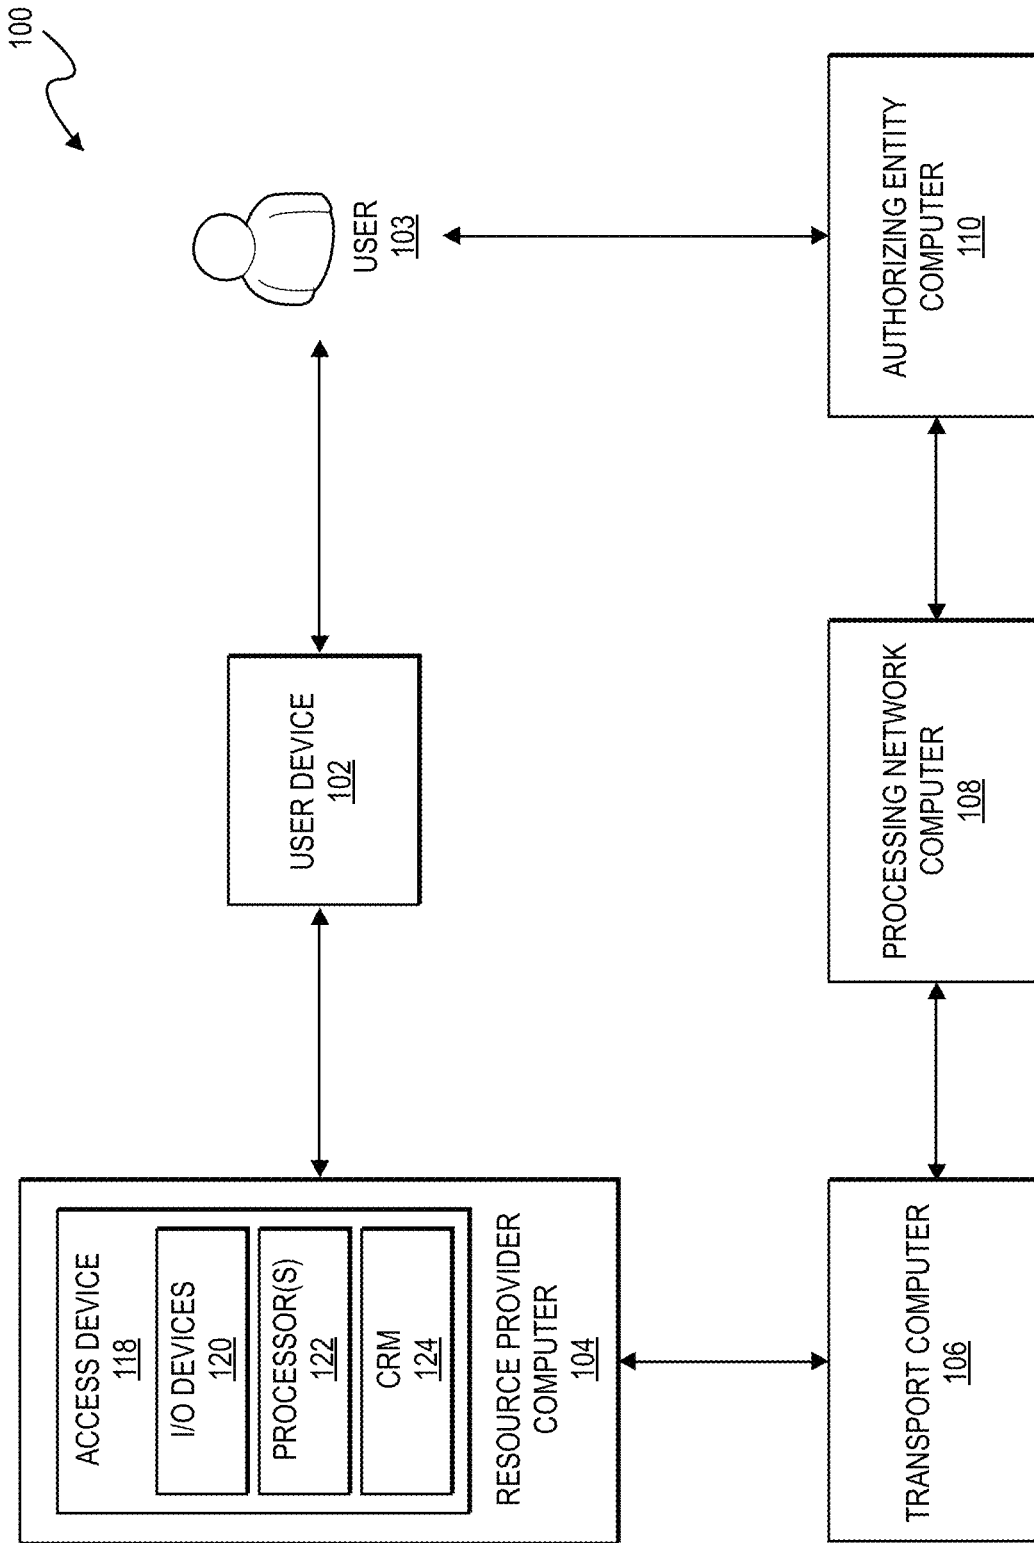 100
ACCESS DEVICE
118
I/O DEVICES
120
PROCESSOR(S)
122
CRM
124
RESOURCE PROVIDER
COMPUTER
104
USER DEVICE
102
USER
103
TRANSPORT COMPUTER
106
PROCESSING NETWORK
COMPUTER
108
AUTHORIZING ENTITY
COMPUTER
110